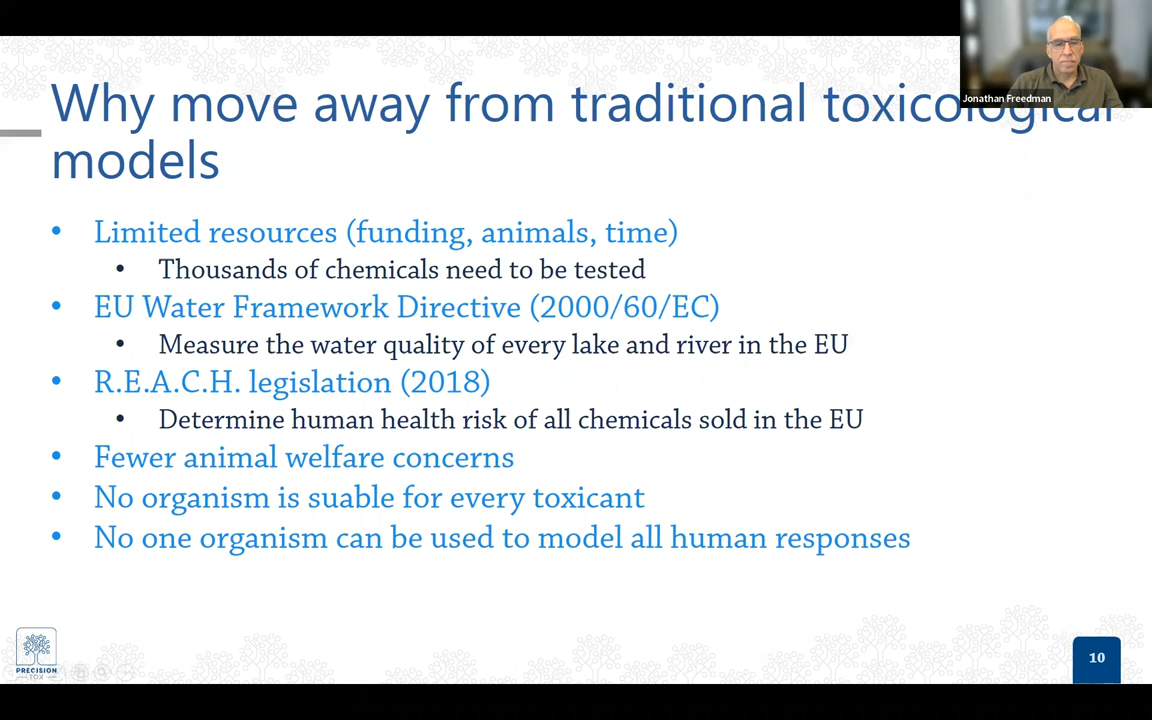 Jonathan Freedman
Why move away from traditional toxicological
models
• Limited resources (funding, animals, time)
• Thousands of chemicals need to be tested
• EU Water Framework Directive (2000/60/EC)
• Measure the water quality of every lake and river in the EU
• R.E.A.C.H. legislation (2018)
• Determine human health risk of all chemicals sold in the EU
• Fewer animal welfare concerns
• No organism is suable for every toxicant
• No one organism can be used to model all human responses
PRECISION
TOX
10